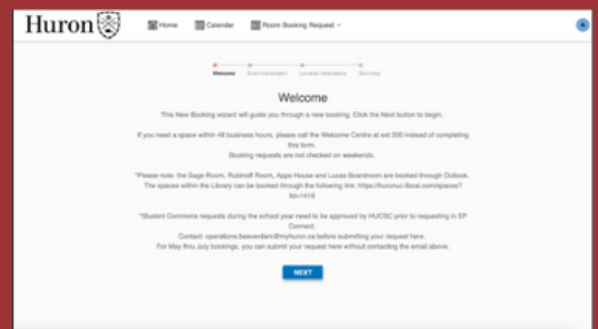 Huron
Home Calendar Room Booking Request
Welcome Event Information Location Information Summary
Welcome
This New Booking wizard will guide you through a new booking. Click the Next button to begin.
If you need a space within 48 business hours, please call the Welcome Centre at ext 200 instead of completing
this form.
Booking requests are not checked on weekends.
*Please note: the Sage Room, Rubinoff Room, Apps House and Lucas Boardroom are booked through Outlook.
The spaces within the Library can be booked through the following link: https://huronuc.libcal.com/spaces?
lid=1418
*Student Commons requests during the school year need to be approved by HUCSC prior to requesting in EP
Connect.
Contact: operations.beaverdam@myhuron.ca before submitting your request here.
For May thru July bookings, you can submit your request here without contacting the email above.
NEXT